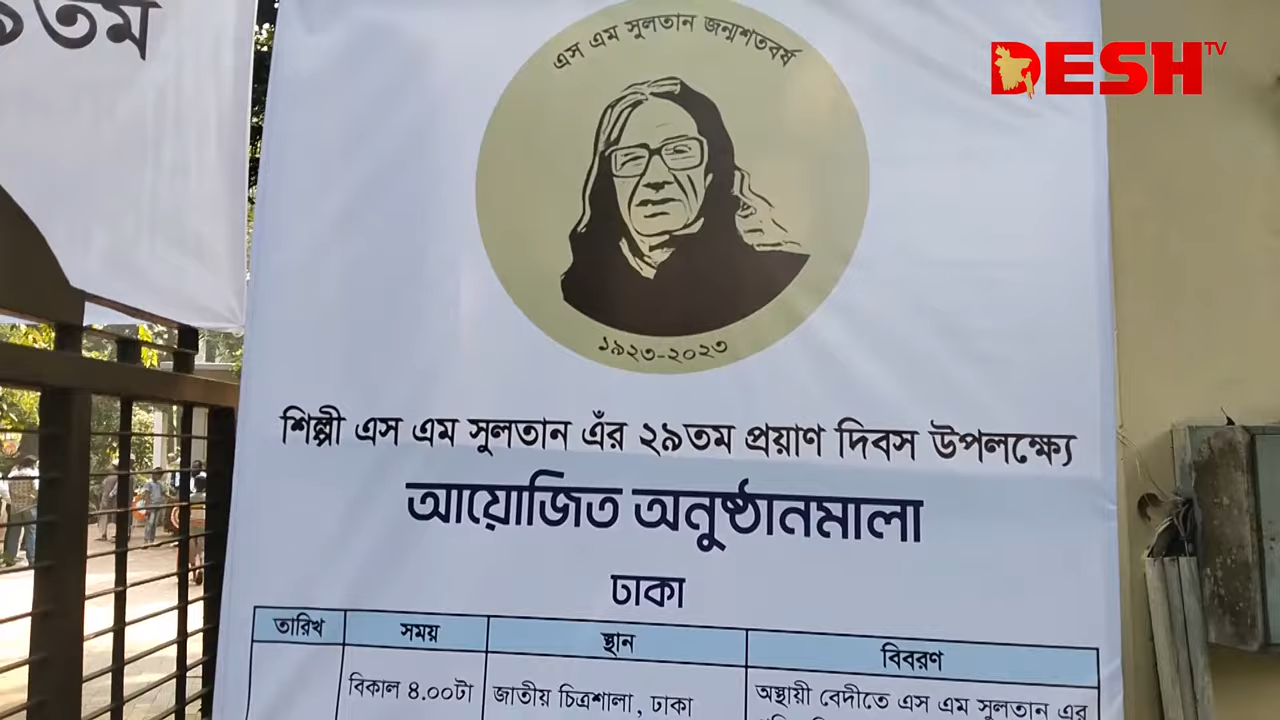 ২৯তম
DESH TV
এস এম সুলতান জন্মশতবর্ষ
১৯২৩-২০২৩
শিল্পী এস এম সুলতান এঁর ২৯তম প্রয়াণ দিবস উপলক্ষ্যে
আয়োজিত অনুষ্ঠানমালা
ঢাকা
তারিখ সময় স্থান বিবরণ
বিকাল ৪.০০টা জাতীয় চিত্রশালা, ঢাকা অস্থায়ী বেদীতে এস এম সুলতান এর